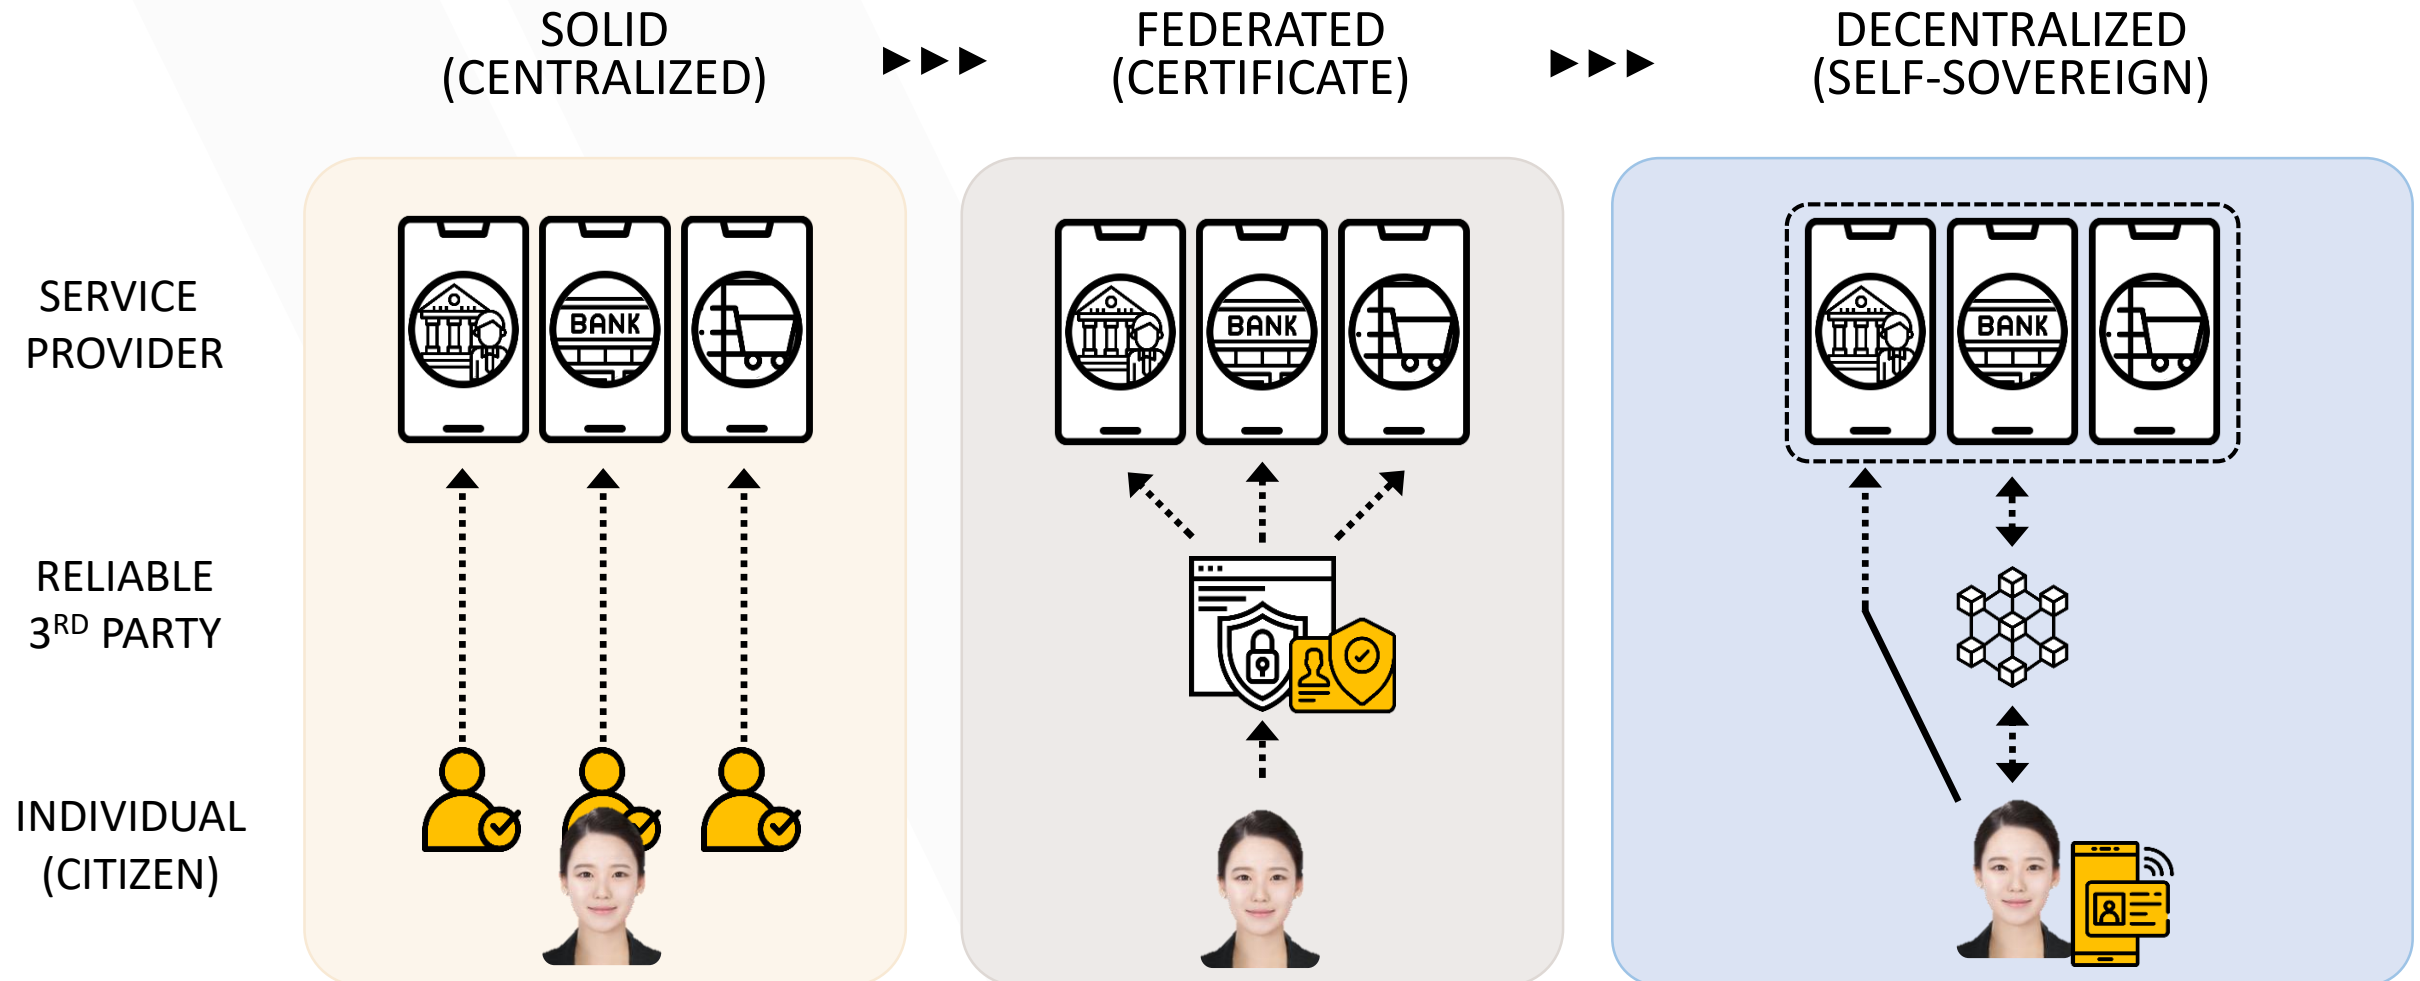 SOLID
(CENTRALIZED)
FEDERATED
(CERTIFICATE)
DECENTRALIZED
(SELF-SOVEREIGN)
SERVICE
PROVIDER
BANK
BANK
BANK
RELIABLE
3RD PARTY
INDIVIDUAL
(CITIZEN)